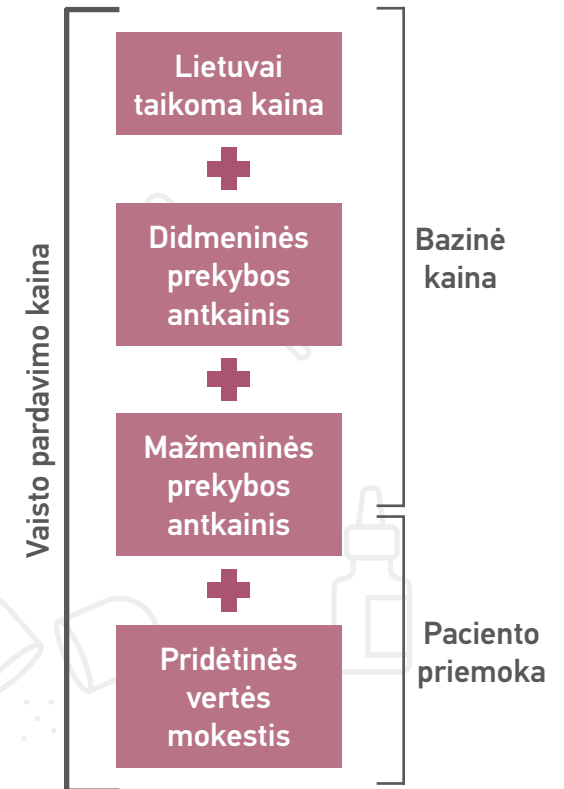 Vaisto pardavimo kaina
Lietuvai
taikoma kaina
Didmeninės
prekybos
antkainis
Mažmeninės
prekybos
antkainis
Pridėtinės
vertės
mokestis
Bazinė
kaina
Paciento
priemoka